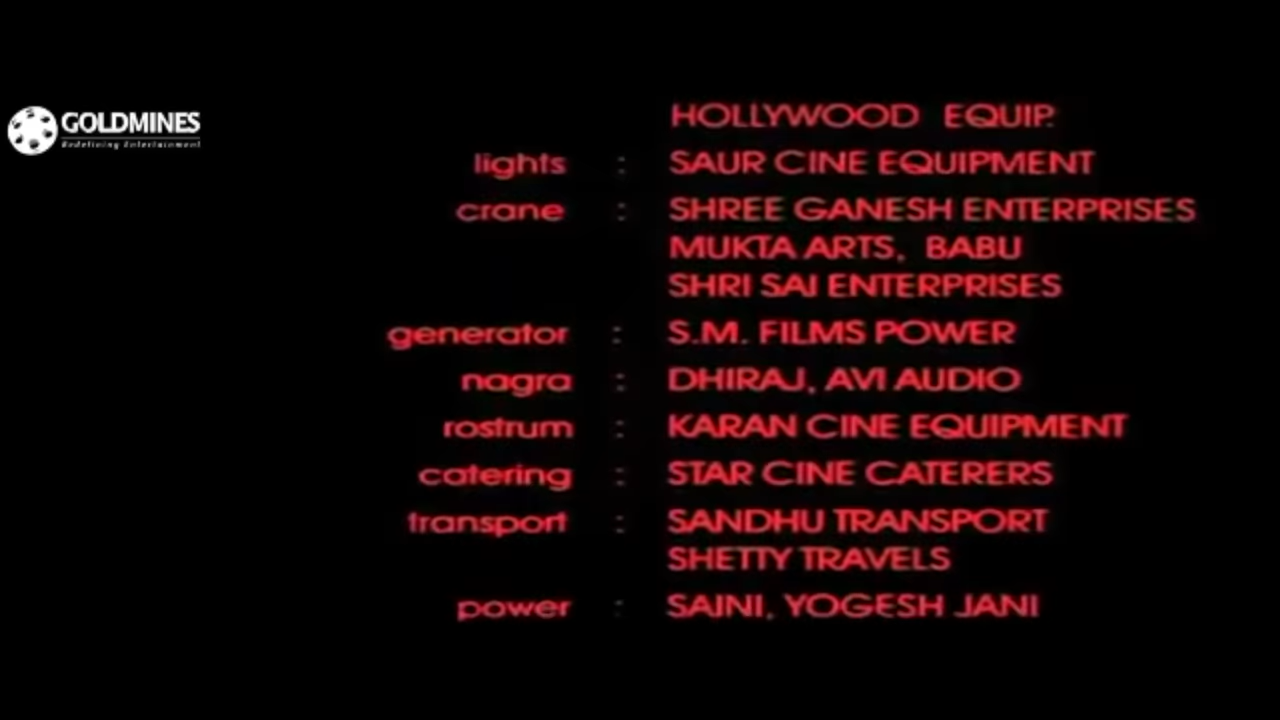 GOLDMINES
Redefining Entertainment
HOLLYWOOD EQUIP.
lights : SAUR CINE EQUIPMENT
crane : SHREE GANESH ENTERPRISES
MUKTA ARTS, BABU
SHRI SAI ENTERPRISES
generator : S.M. FILMS POWER
nagra : DHIRAJ, AVI AUDIO
rostrum : KARAN CINE EQUIPMENT
catering : STAR CINE CATERERS
transport : SANDHU TRANSPORT
SHETTY TRAVELS
power : SAINI, YOGESH JANI